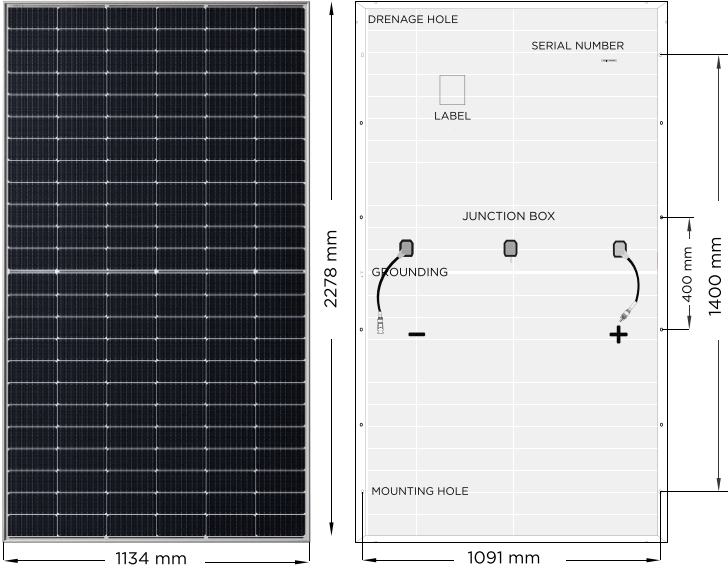 DRENAGE HOLE
SERIAL NUMBER
LABEL
JUNCTION BOX
GROUNDING
MOUNTING HOLE
2278 mm
400 mm
1400 mm
1134 mm
1091 mm